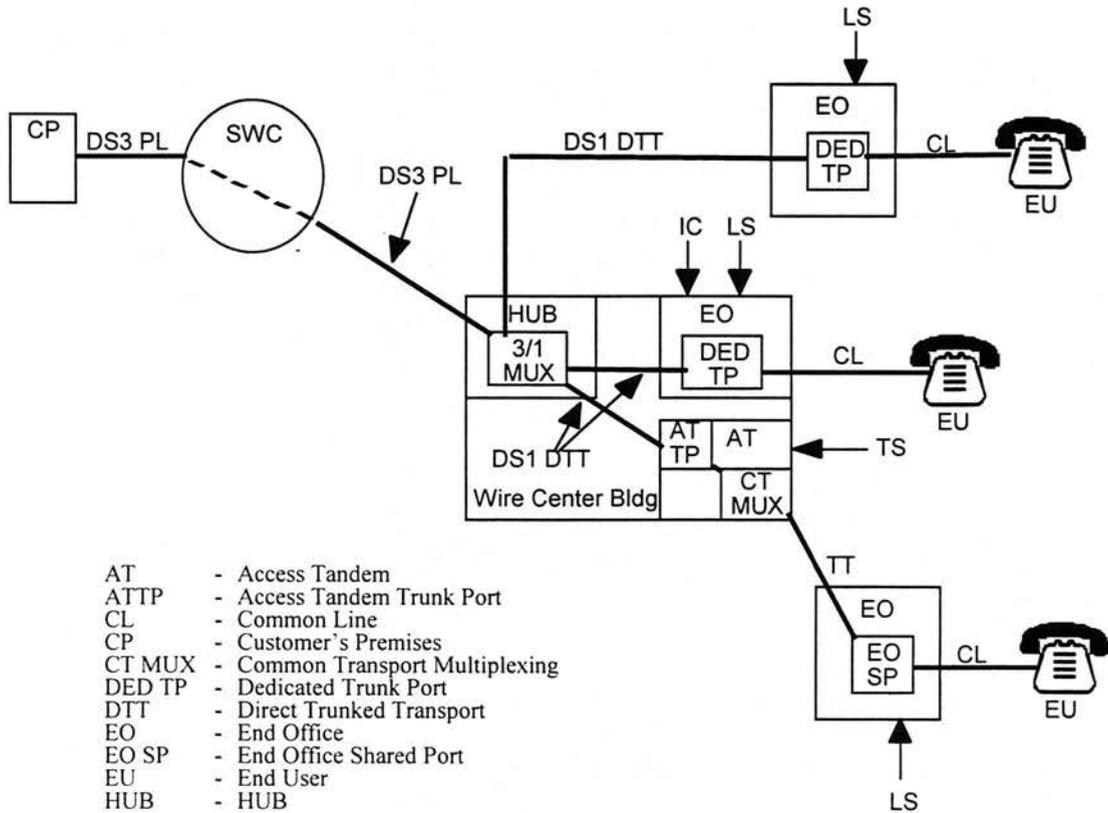 LS
CP
SWC
EO
DS3 PL
DS1 DTT
DED
TP
CL
EU
DS3 PL
IC
LS
HUB
EO
3/1
MUX
DED
TP
CL
EU
AT
TP
AT
TS
DS1 DTT
CT
MUX
Wire Center Bldg
TT
EO
EO
SP
CL
EU
LS
AT - Access Tandem
ATTP - Access Tandem Trunk Port
CL - Common Line
CP - Customer's Premises
CT MUX - Common Transport Multiplexing
DED TP - Dedicated Trunk Port
DTT - Direct Trunked Transport
EO - End Office
EO SP - End Office Shared Port
EU - End User
HUB - HUB